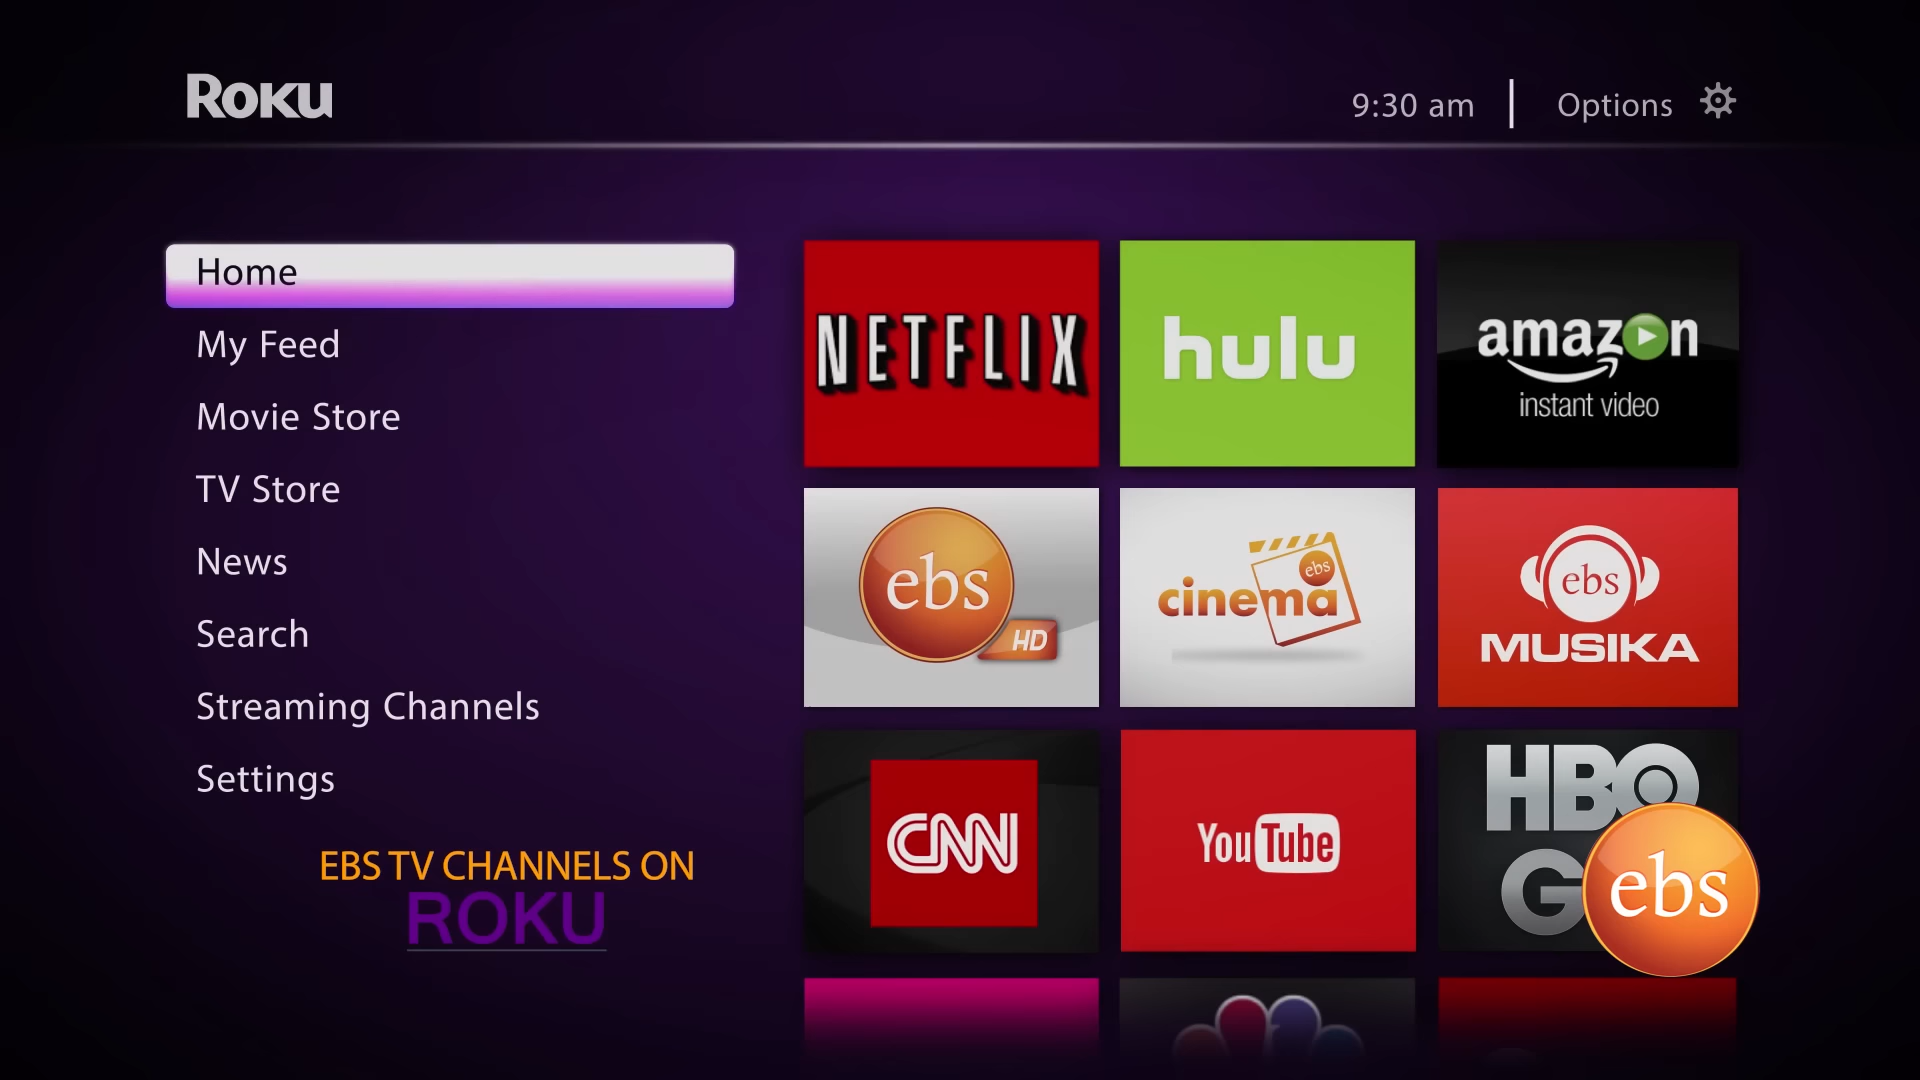 ROKU
9:30 am | Options
Home
My Feed
Movie Store
TV Store
News
Search
Streaming Channels
Settings
EBS TV CHANNELS ON
ROKU
NETFLIX
hulu
amazon
instant video
ebs
HD
cinema
ebs
ebs
MUSIKA
CNN
YouTube
HBO
G
ebs